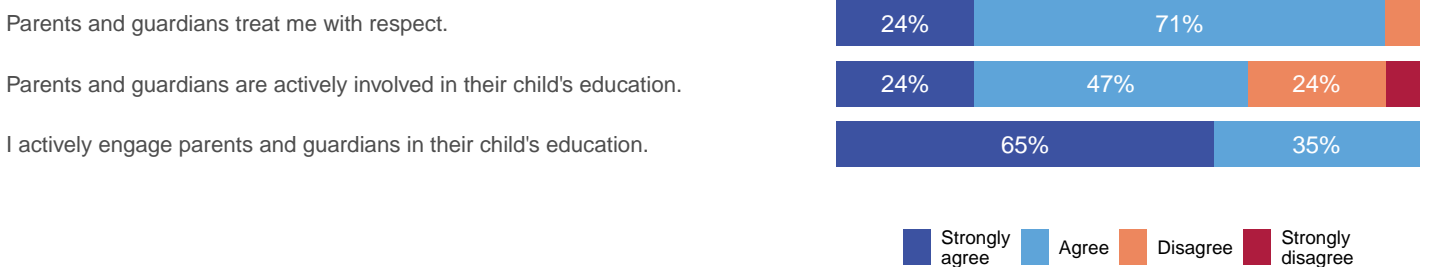 Parents and guardians treat me with respect. 24% 71%
Parents and guardians are actively involved in their child's education. 24% 47% 24%
I actively engage parents and guardians in their child's education. 65% 35%
Strongly agree Agree Disagree Strongly disagree